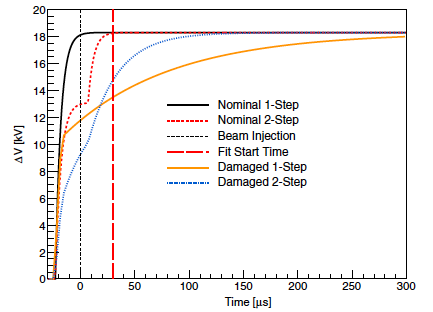 20
18
16
14
12
10
8
6
4
2
0
ΔV [kV]
Nominal 1-Step
Nominal 2-Step
Beam Injection
Fit Start Time
Damaged 1-Step
Damaged 2-Step
0 50 100 150 200 250 300
Time [μs]